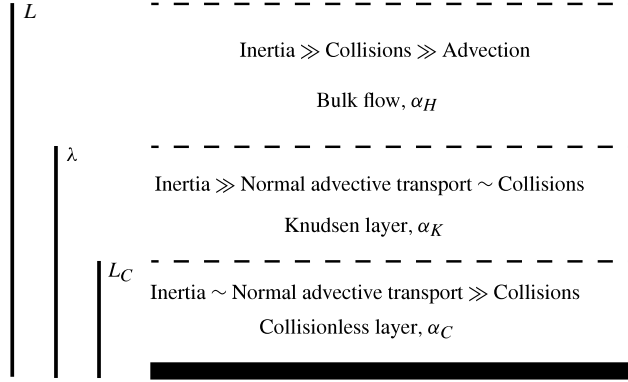 L
Inertia ≫ Collisions ≫ Advection
Bulk flow, α_H
λ
Inertia ≫ Normal advective transport ~ Collisions
Knudsen layer, α_K
L_C
Inertia ~ Normal advective transport ≫ Collisions
Collisionless layer, α_C